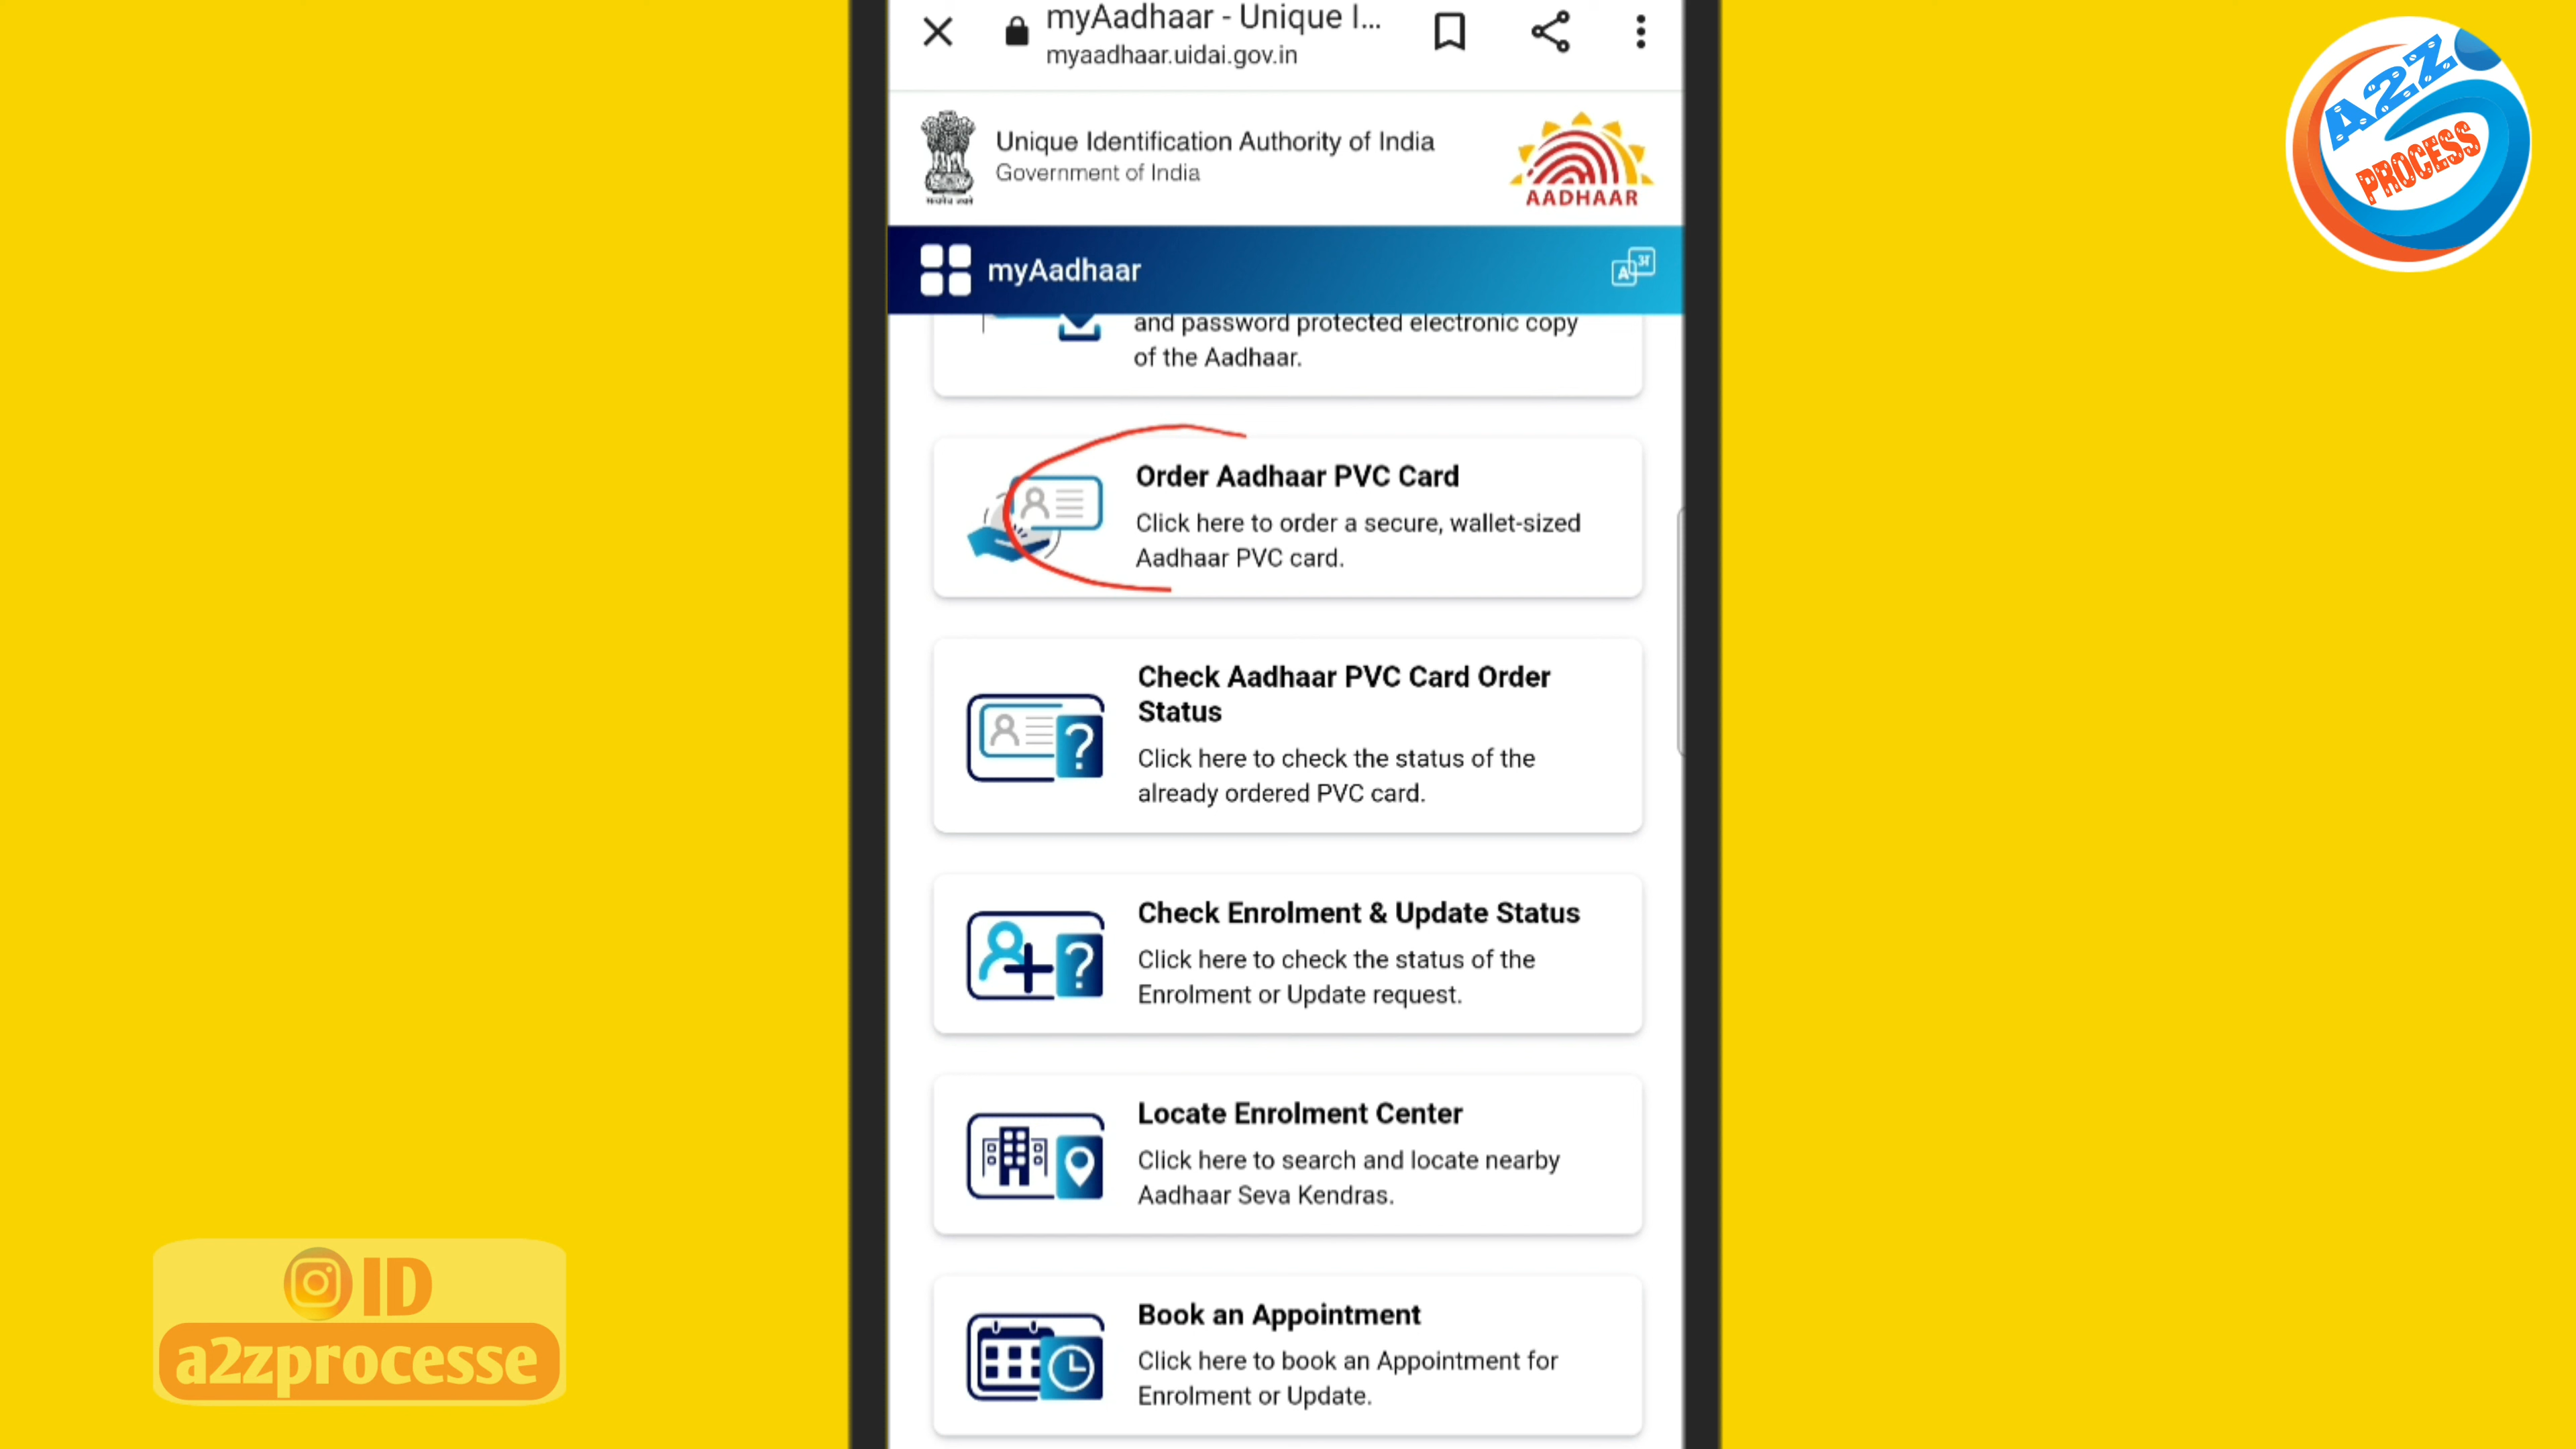 myAadhaar - Unique I...
myaadhaar.uidai.gov.in
A2Z
PROCESS
Unique Identification Authority of India
Government of India
AADHAAR
myAadhaar
A अ
and password protected electronic copy
of the Aadhaar.
Order Aadhaar PVC Card
Click here to order a secure, wallet-sized
Aadhaar PVC card.
Check Aadhaar PVC Card Order
Status
?
Click here to check the status of the
already ordered PVC card.
Check Enrolment & Update Status
?
Click here to check the status of the
Enrolment or Update request.
Locate Enrolment Center
Click here to search and locate nearby
Aadhaar Seva Kendras.
Book an Appointment
Click here to book an Appointment for
Enrolment or Update.
ID
a2zprocesse